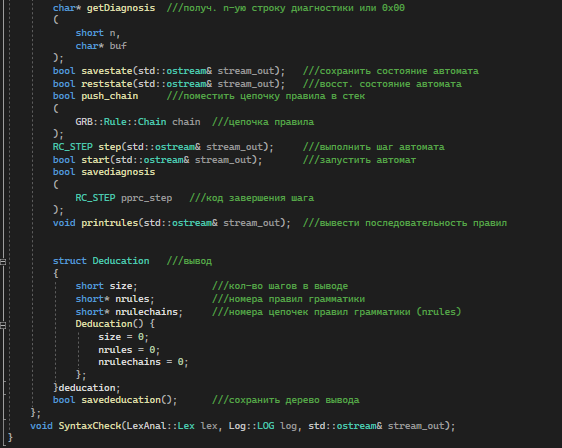 char* getDiagnosis  ///получ. n-ую строку диагностики или 0x00
(
short n,
char* buf
);
bool savestate(std::ostream& stream_out);   ///сохранить состояние автомата
bool reststate(std::ostream& stream_out);   ///восст. состояние автомата
bool push_chain     ///поместить цепочку правила в стек
(
GRB::Rule::Chain chain  ///цепочка правила
);
RC_STEP step(std::ostream& stream_out);     ///выполнить шаг автомата
bool start(std::ostream& stream_out);       ///запустить автомат
bool savediagnosis
(
RC_STEP pprc_step   ///код завершения шага
);
void printrules(std::ostream& stream_out);  ///вывести последовательность правил
struct Deducation   ///вывод
{
short size;             ///кол-во шагов в выводе
short* nrules;          ///номера правил грамматики
short* nrulechains;     ///номера цепочек правил грамматики (nrules)
Deducation() {
size = 0;
nrules = 0;
nrulechains = 0;
};
}deducation;
bool savededucation();      ///сохранить дерево вывода
};
void SyntaxCheck(LexAnal::Lex lex, Log::LOG log, std::ostream& stream_out);
}